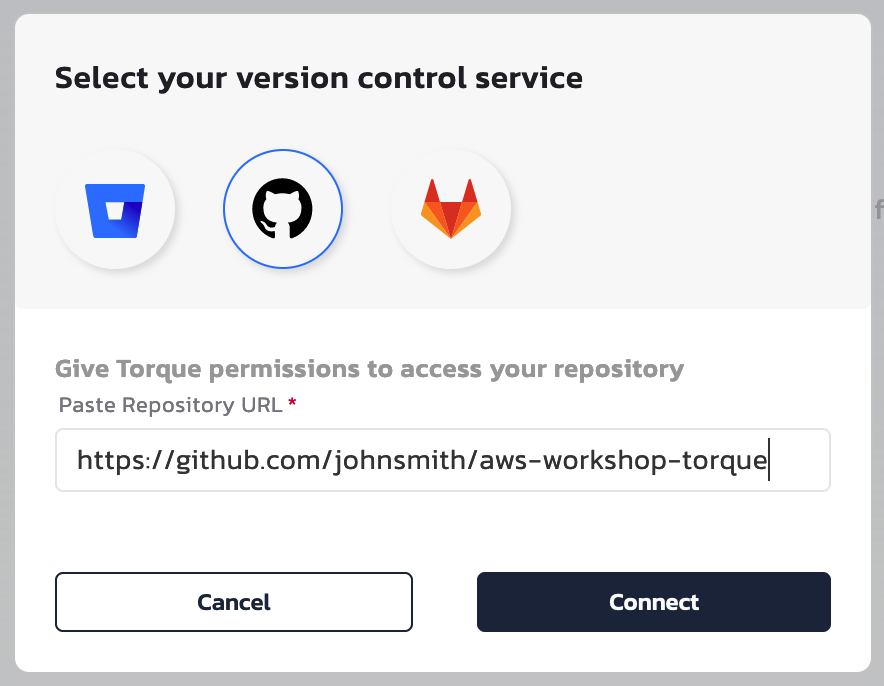 Select your version control service
Give Torque permissions to access your repository
Paste Repository URL *
https://github.com/johnsmith/aws-workshop-torque
Cancel
Connect